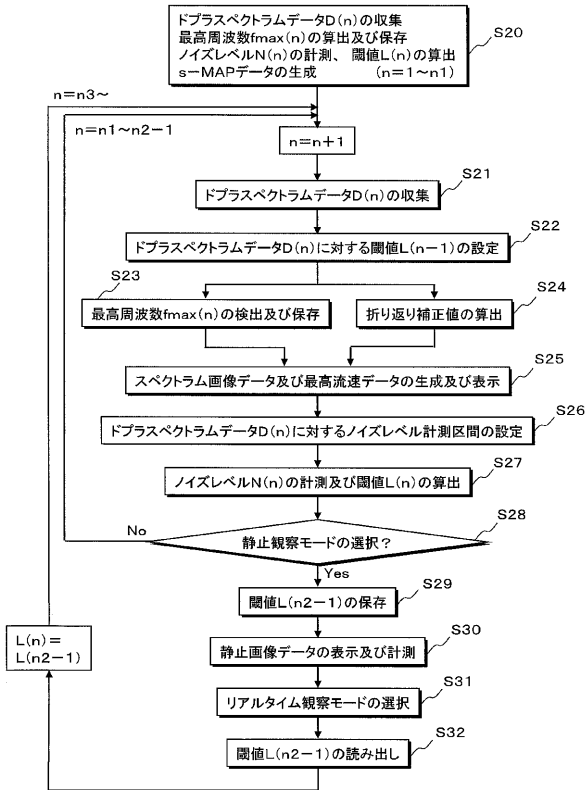 ドプラスペクトラムデータD(n)の収集
最高周波数fmax(n)の算出及び保存
ノイズレベルN(n)の計測、閾値L(n)の算出
s－MAPデータの生成 (n=1～n1)
S20
n=n3～
n=n1～n2-1
n=n+1
S21
ドプラスペクトラムデータD(n)の収集
S22
ドプラスペクトラムデータD(n)に対する閾値L(n-1)の設定
S23
最高周波数fmax(n)の検出及び保存
S24
折り返り補正値の算出
S25
スペクトラム画像データ及び最高流速データの生成及び表示
S26
ドプラスペクトラムデータD(n)に対するノイズレベル計測区間の設定
S27
ノイズレベルN(n)の計測及び閾値L(n)の算出
S28
No
静止観察モードの選択?
Yes
S29
閾値L(n2-1)の保存
S30
L(n)=
L(n2-1)
静止画像データの表示及び計測
S31
リアルタイム観察モードの選択
S32
閾値L(n2-1)の読み出し